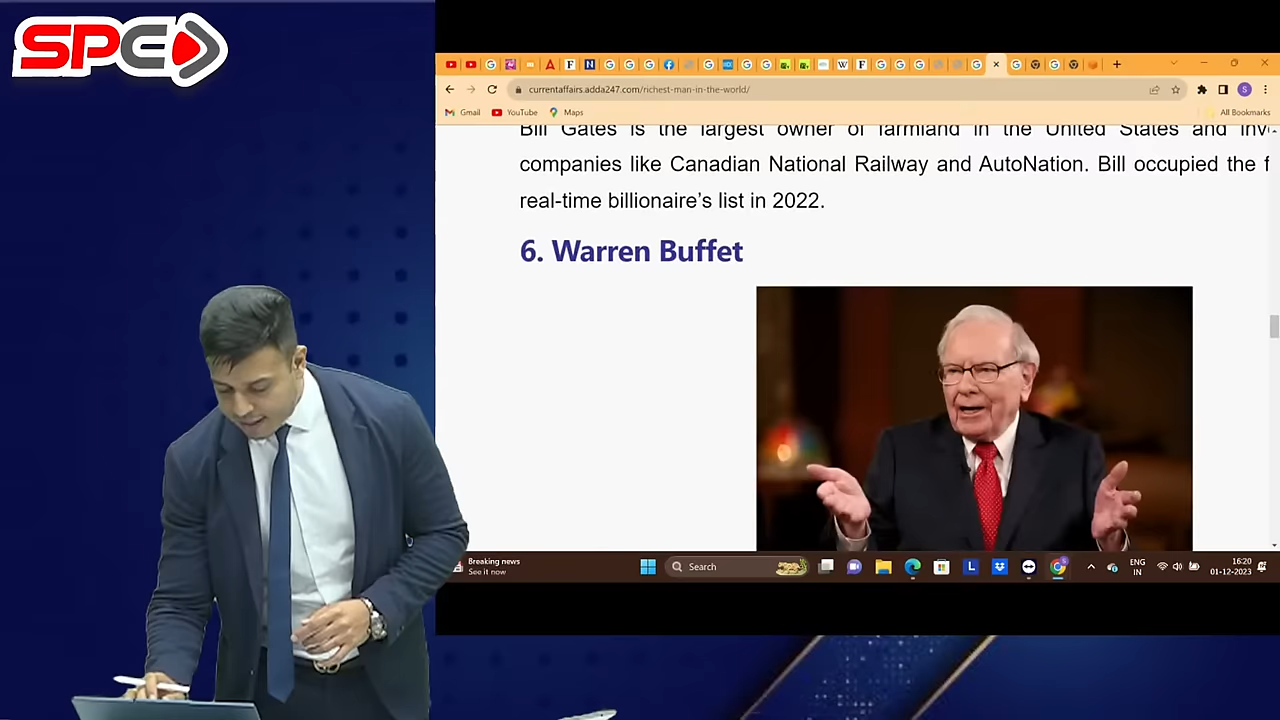 SPE
currentaffairs.adda247.com/richest-man-in-the-world/
Gmail YouTube Maps All Bookmarks
Bill Gates is the largest owner of farmland in the United States and
companies like Canadian National Railway and AutoNation. Bill occupied the
real-time billionaire's list in 2022.
6. Warren Buffet
Breaking news
See it now
Search
ENG
IN
16:20
01-12-2023